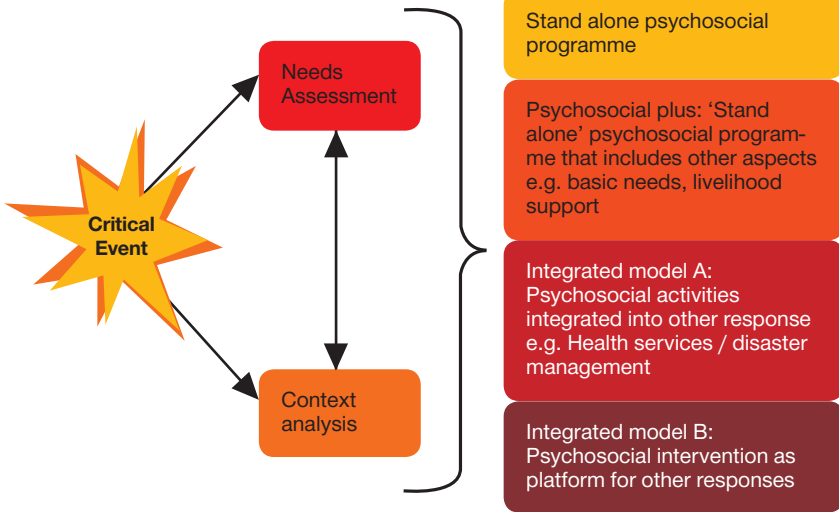 Critical
Event
Needs
Assessment
Context
analysis
Stand alone psychosocial
programme
Psychosocial plus: ‘Stand
alone’ psychosocial program-
me that includes other aspects
e.g. basic needs, livelihood
support
Integrated model A:
Psychosocial activities
integrated into other response
e.g. Health services / disaster
management
Integrated model B:
Psychosocial intervention as
platform for other responses